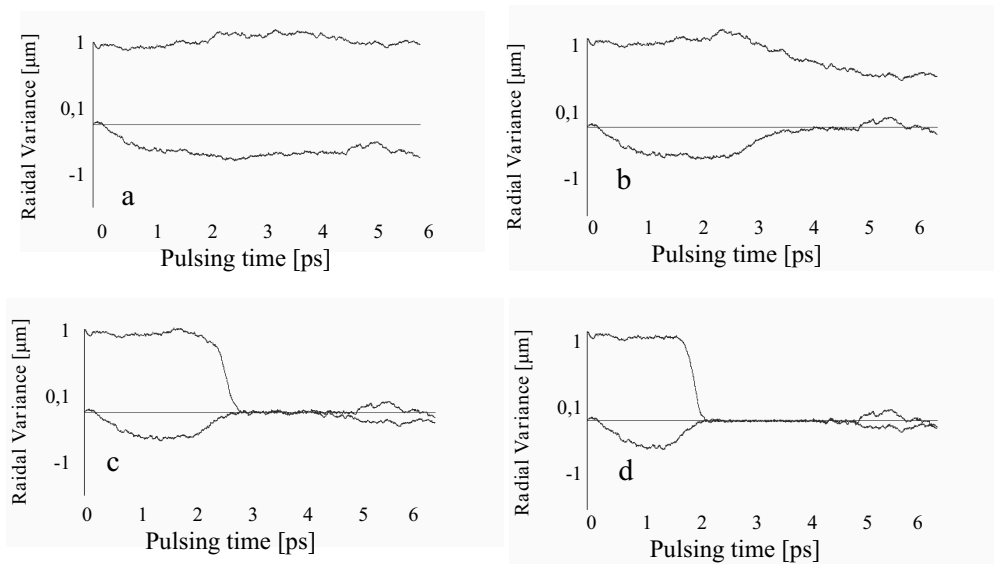 Raidal Variance [μm]
1
0,1
-1
a
0 1 2 3 4 5 6
Pulsing time [ps]
Radial Variance [μm]
1
0,1
-1
b
0 1 2 3 4 5 6
Pulsing time [ps]
Raidal Variance [μm]
1
0,1
-1
c
0 1 2 3 4 5 6
Pulsing time [ps]
Radial Variance [μm]
1
0,1
-1
d
0 1 2 3 4 5 6
Pulsing time [ps]